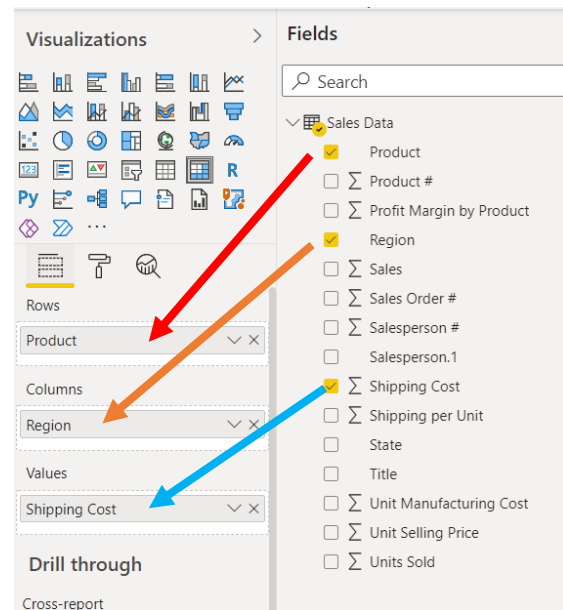 Visualizations
Fields
Search
123
R
Py
Sales Data
Product
Product #
Profit Margin by Product
Region
Sales
Sales Order #
Salesperson #
Salesperson.1
Shipping Cost
Shipping per Unit
State
Title
Unit Manufacturing Cost
Unit Selling Price
Units Sold
Rows
Product
Columns
Region
Values
Shipping Cost
Drill through
Cross-report